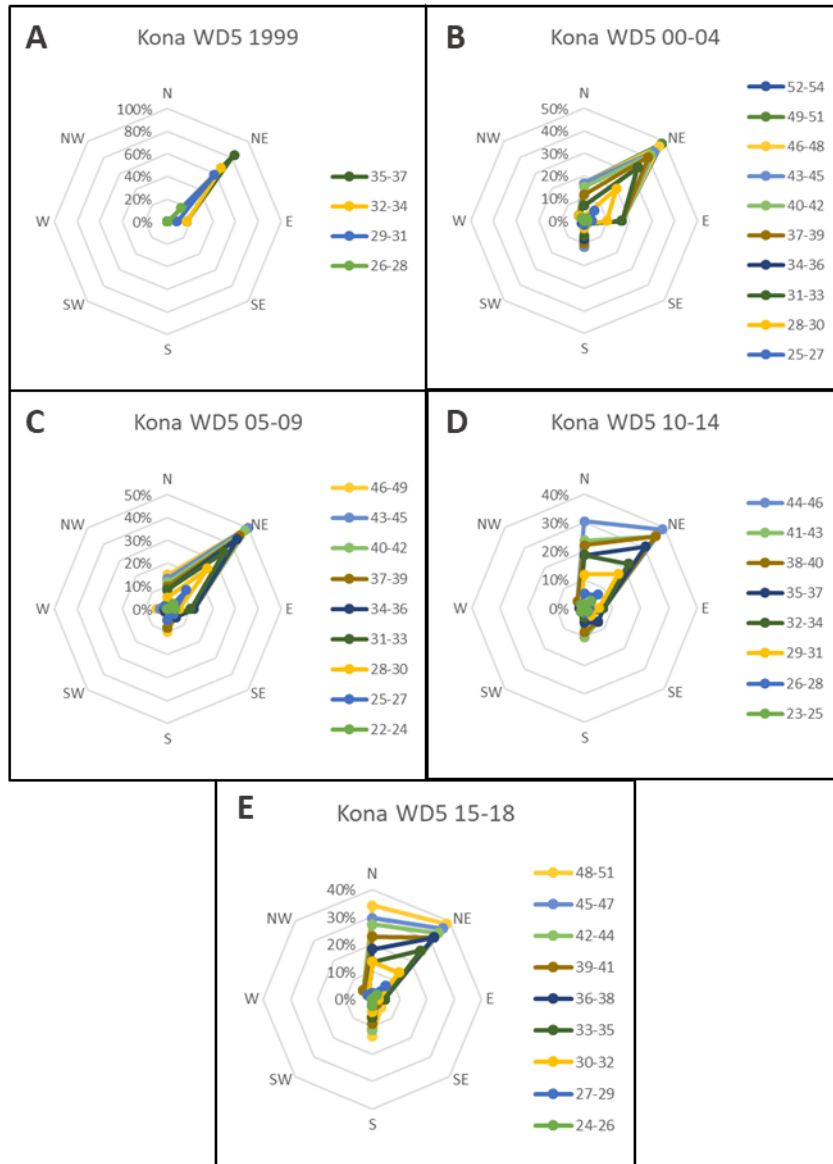 A
Kona WD5 1999
N
100%
NW
NE
80%
60%
40%
20%
W
0%
E
SW
SE
S
35-37
32-34
29-31
26-28
B
Kona WD5 00-04
N
50%
NW
NE
40%
30%
20%
10%
W
0%
E
SW
SE
S
52-54
49-51
46-48
43-45
40-42
37-39
34-36
31-33
28-30
25-27
C
Kona WD5 05-09
N
50%
NW
NE
40%
30%
20%
10%
W
0%
E
SW
SE
S
46-49
43-45
40-42
37-39
34-36
31-33
28-30
25-27
22-24
D
Kona WD5 10-14
N
40%
NW
NE
30%
20%
10%
W
0%
E
SW
SE
S
44-46
41-43
38-40
35-37
32-34
29-31
26-28
23-25
E
Kona WD5 15-18
N
40%
NW
NE
30%
20%
10%
W
0%
E
SW
SE
S
48-51
45-47
42-44
39-41
36-38
33-35
30-32
27-29
24-26